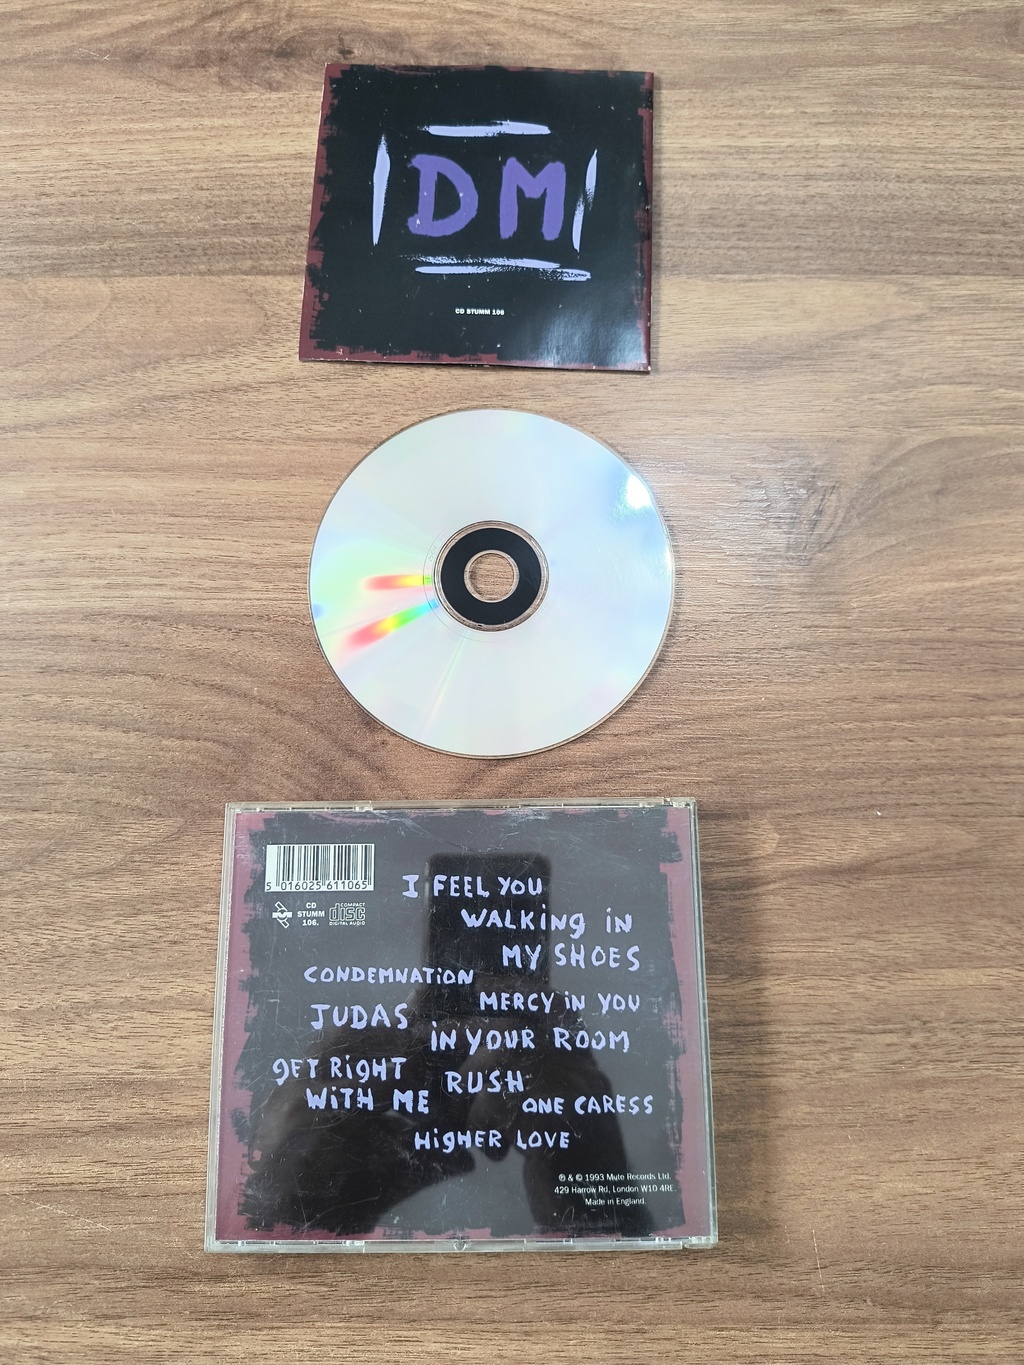 DM
CD STUMM 106
5 016025 611065
CD
STUMM
106.
COMPACT
disc
DIGITAL AUDIO
I FEEL YOU
WALKiNg iN
MY SHOES
CONDEMNATiON
MERCY iN YOU
JUDAS
iN YOUR ROOM
gET RigHT
WiTH ME
RUSH
ONE CARESS
HigHER LOVE
℗ & © 1993 Mute Records Ltd.
429 Harrow Rd, London W10 4RE.
Made in England.